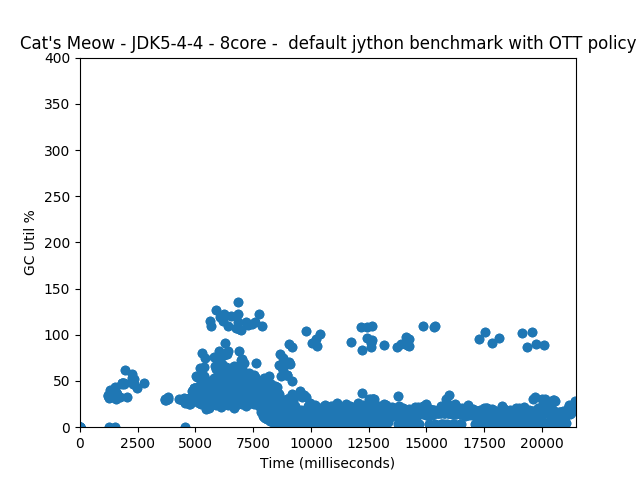 Cat's Meow - JDK5-4-4 - 8core -  default jython benchmark with OTT policy
400
350
300
250
200
150
100
50
0
GC Util %
0 2500 5000 7500 10000 12500 15000 17500 20000
Time (milliseconds)